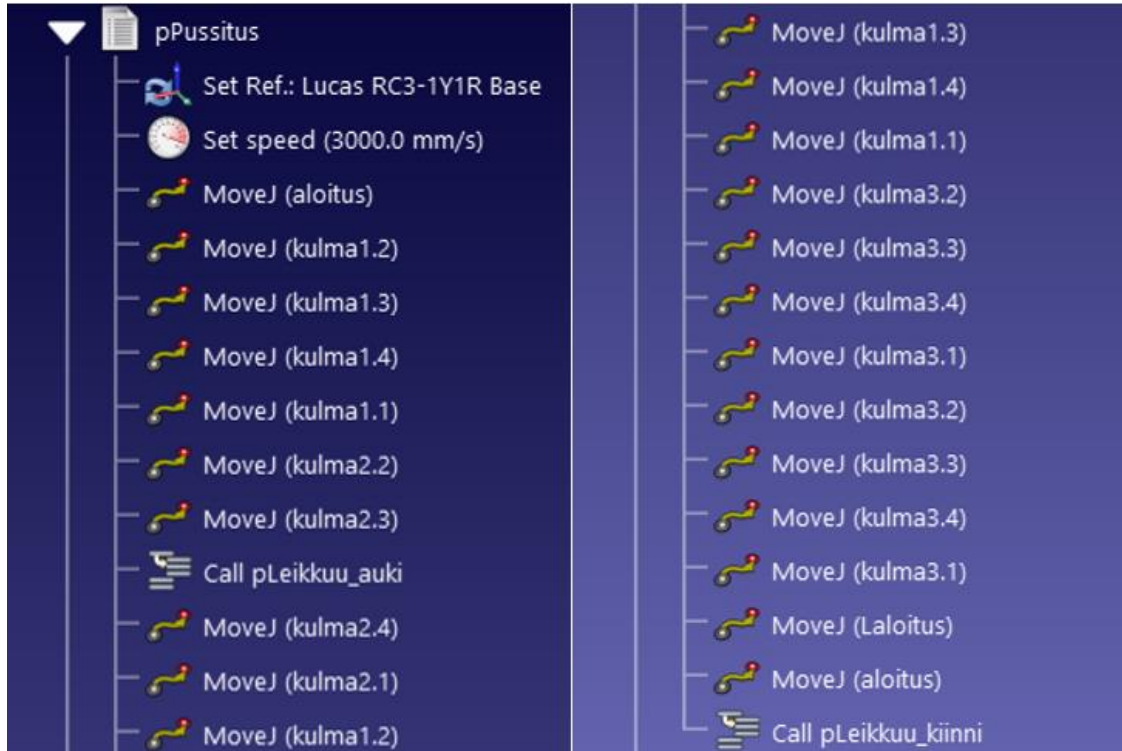 pPussitus
Set Ref.: Lucas RC3-1Y1R Base
Set speed (3000.0 mm/s)
MoveJ (aloitus)
MoveJ (kulma1.2)
MoveJ (kulma1.3)
MoveJ (kulma1.4)
MoveJ (kulma1.1)
MoveJ (kulma2.2)
MoveJ (kulma2.3)
Call pLeikkuu_auki
MoveJ (kulma2.4)
MoveJ (kulma2.1)
MoveJ (kulma1.2)
MoveJ (kulma1.3)
MoveJ (kulma1.4)
MoveJ (kulma1.1)
MoveJ (kulma3.2)
MoveJ (kulma3.3)
MoveJ (kulma3.4)
MoveJ (kulma3.1)
MoveJ (kulma3.2)
MoveJ (kulma3.3)
MoveJ (kulma3.4)
MoveJ (kulma3.1)
MoveJ (Laloitus)
MoveJ (aloitus)
Call pLeikkuu_kiinni